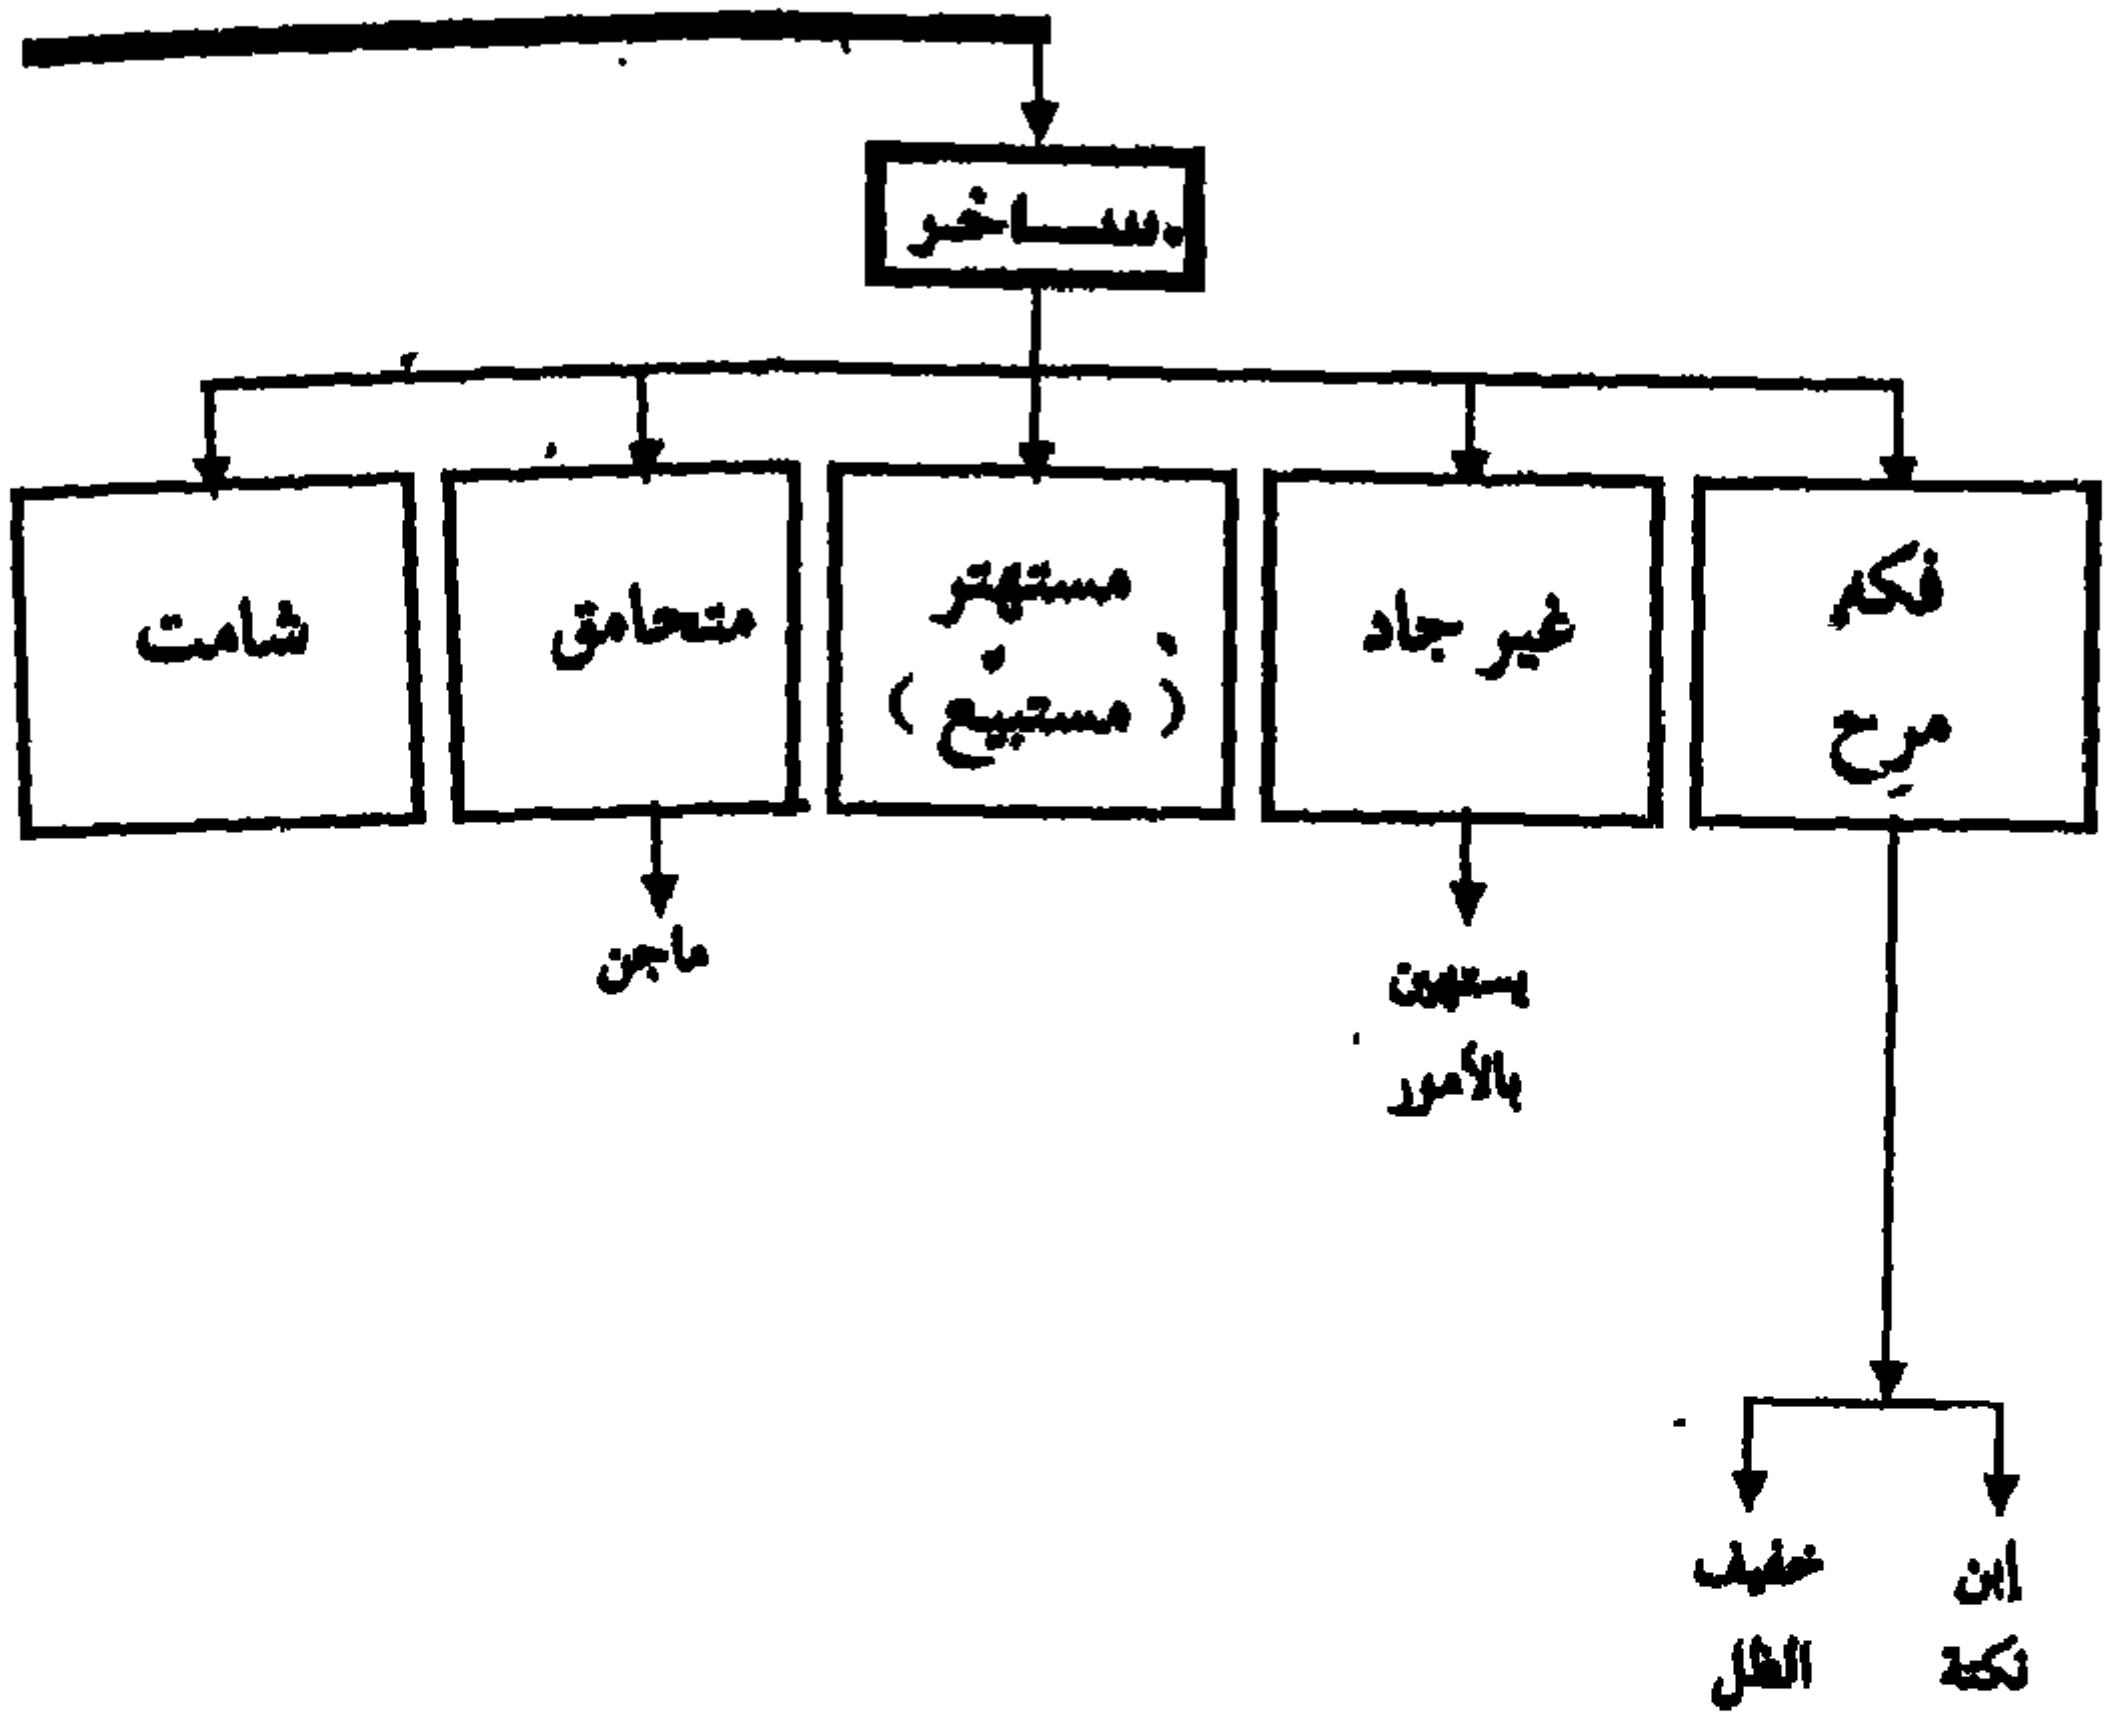 ساخر
فكه
مرح
غير جاد
مستهتر
( مستبيح )
متحامق
شامت
ماجن
يستهين
بالأمور
ابن
نكتة
خفيف
الظل